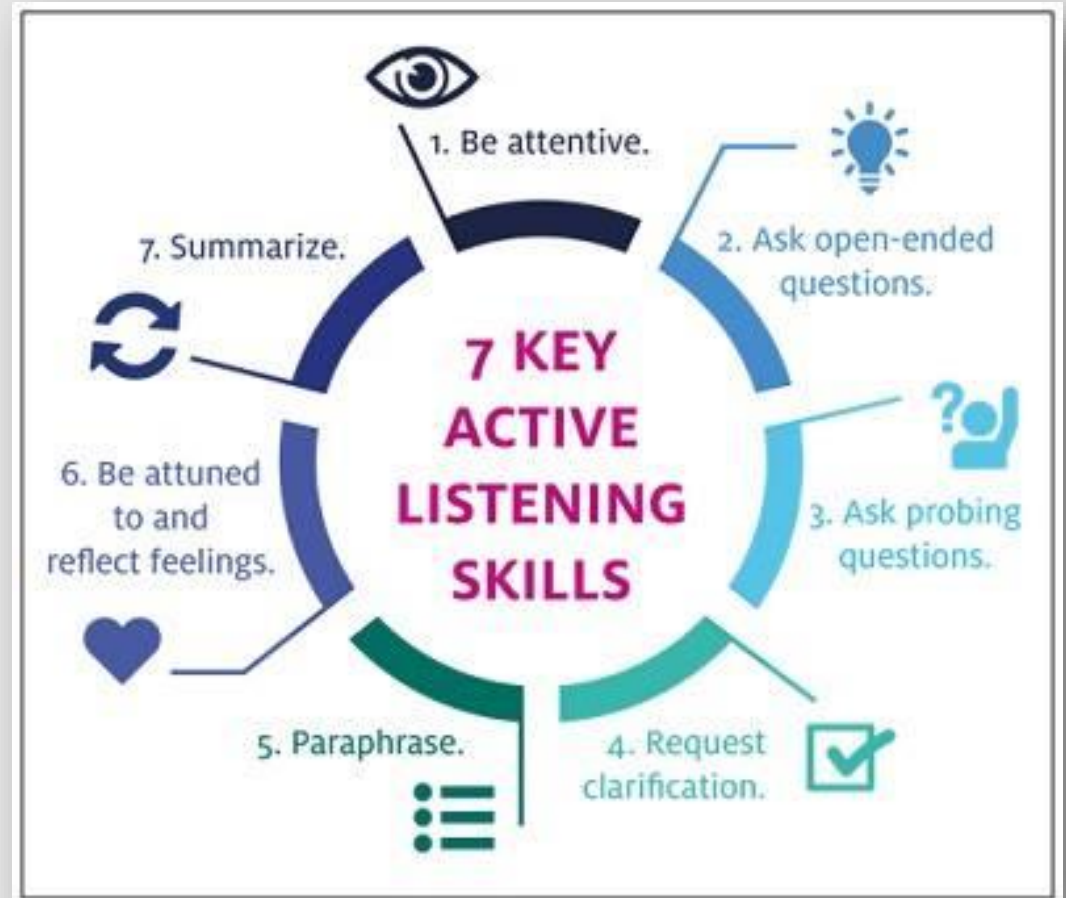 7 KEY
ACTIVE
LISTENING
SKILLS
1. Be attentive.
2. Ask open-ended
questions.
3. Ask probing
questions.
4. Request
clarification.
5. Paraphrase.
6. Be attuned
to and
reflect feelings.
7. Summarize.